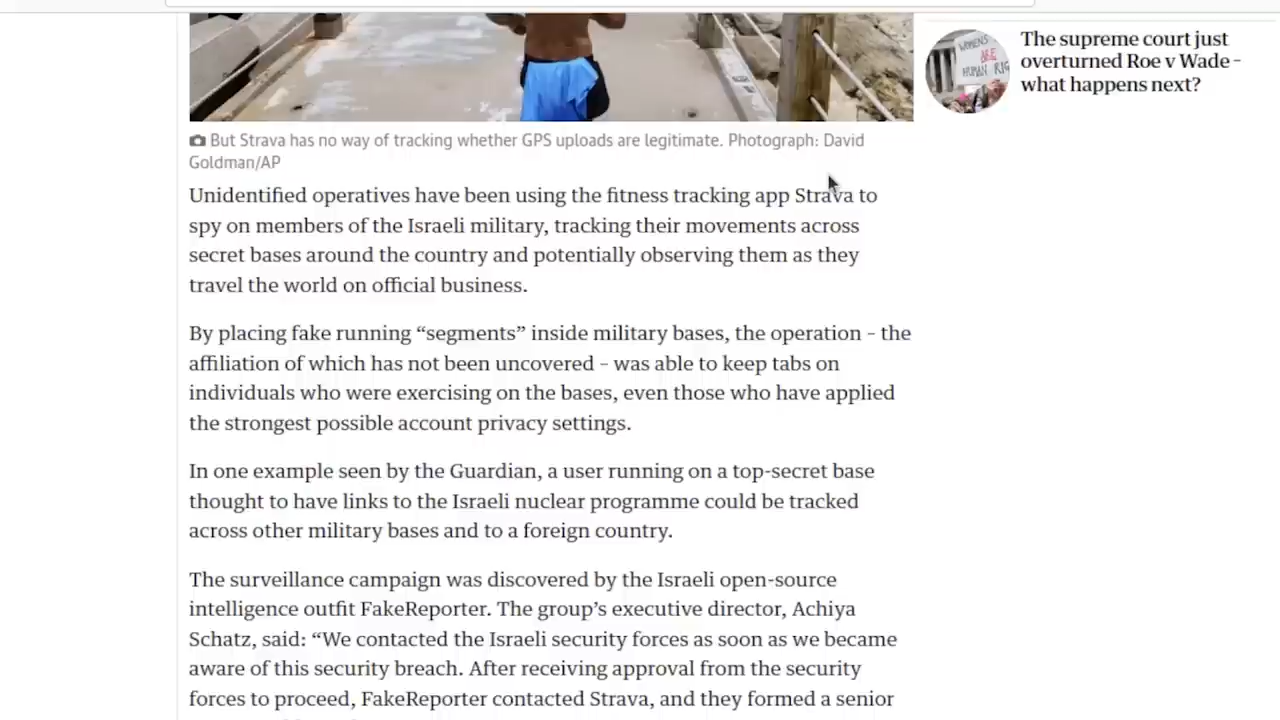 The supreme court just
overturned Roe v Wade –
what happens next?
WOMENS
ARE
HUMAN RIG
But Strava has no way of tracking whether GPS uploads are legitimate. Photograph: David
Goldman/AP
Unidentified operatives have been using the fitness tracking app Strava to
spy on members of the Israeli military, tracking their movements across
secret bases around the country and potentially observing them as they
travel the world on official business.
By placing fake running “segments” inside military bases, the operation – the
affiliation of which has not been uncovered – was able to keep tabs on
individuals who were exercising on the bases, even those who have applied
the strongest possible account privacy settings.
In one example seen by the Guardian, a user running on a top-secret base
thought to have links to the Israeli nuclear programme could be tracked
across other military bases and to a foreign country.
The surveillance campaign was discovered by the Israeli open-source
intelligence outfit FakeReporter. The group’s executive director, Achiya
Schatz, said: “We contacted the Israeli security forces as soon as we became
aware of this security breach. After receiving approval from the security
forces to proceed, FakeReporter contacted Strava, and they formed a senior